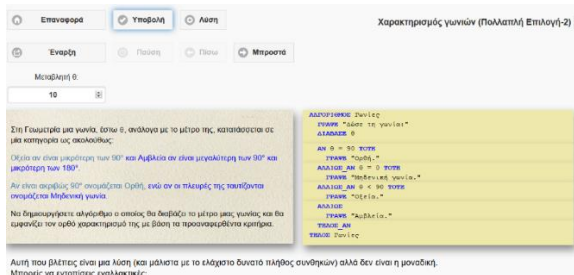 Επαναφορά
Υποβολή
Λύση
Χαρακτηρισμός γωνιών (Πολλαπλή Επιλογή-2)
Έναρξη
Παύση
Πίσω
Μπροστά
Μεταβλητή θ:
10
Στη Γεωμετρία μια γωνία, έστω θ, ανάλογα με το μέτρο της, κατατάσσεται σε
μία κατηγορία ως ακολούθως:
Οξεία αν είναι μικρότερη των 90° και Αμβλεία αν είναι μεγαλύτερη των 90° και
μικρότερη των 180°.
Αν είναι ακριβώς 90° ονομάζεται Ορθή, ενώ αν οι πλευρές της ταυτίζονται
ονομάζεται Μηδενική γωνία.
Να δημιουργήσετε αλγόριθμο ο οποίος θα διαβάζει το μέτρο μιας γωνίας και θα
εμφανίζει τον ορθό χαρακτηρισμό της με βάση τα προαναφερθέντα κριτήρια.
ΑΛΓΟΡΙΘΜΟΣ Γωνίες
ΓΡΑΨΕ "Δώσε τη γωνία:"
ΔΙΑΒΑΣΕ θ
ΑΝ θ = 90 ΤΟΤΕ
ΓΡΑΨΕ "Ορθή."
ΑΛΛΙΩΣ_ΑΝ θ = 0 ΤΟΤΕ
ΓΡΑΨΕ "Μηδενική γωνία."
ΑΛΛΙΩΣ_ΑΝ θ < 90 ΤΟΤΕ
ΓΡΑΨΕ "Οξεία."
ΑΛΛΙΩΣ
ΓΡΑΨΕ "Αμβλεία."
ΤΕΛΟΣ_ΑΝ
ΤΕΛΟΣ Γωνίες
Αυτή που βλέπεις είναι μια λύση (και μάλιστα με το ελάχιστο δυνατό πλήθος συνθηκών) αλλά δεν είναι η μοναδική.
Μπορείς να εντοπίσεις εναλλακτικές;